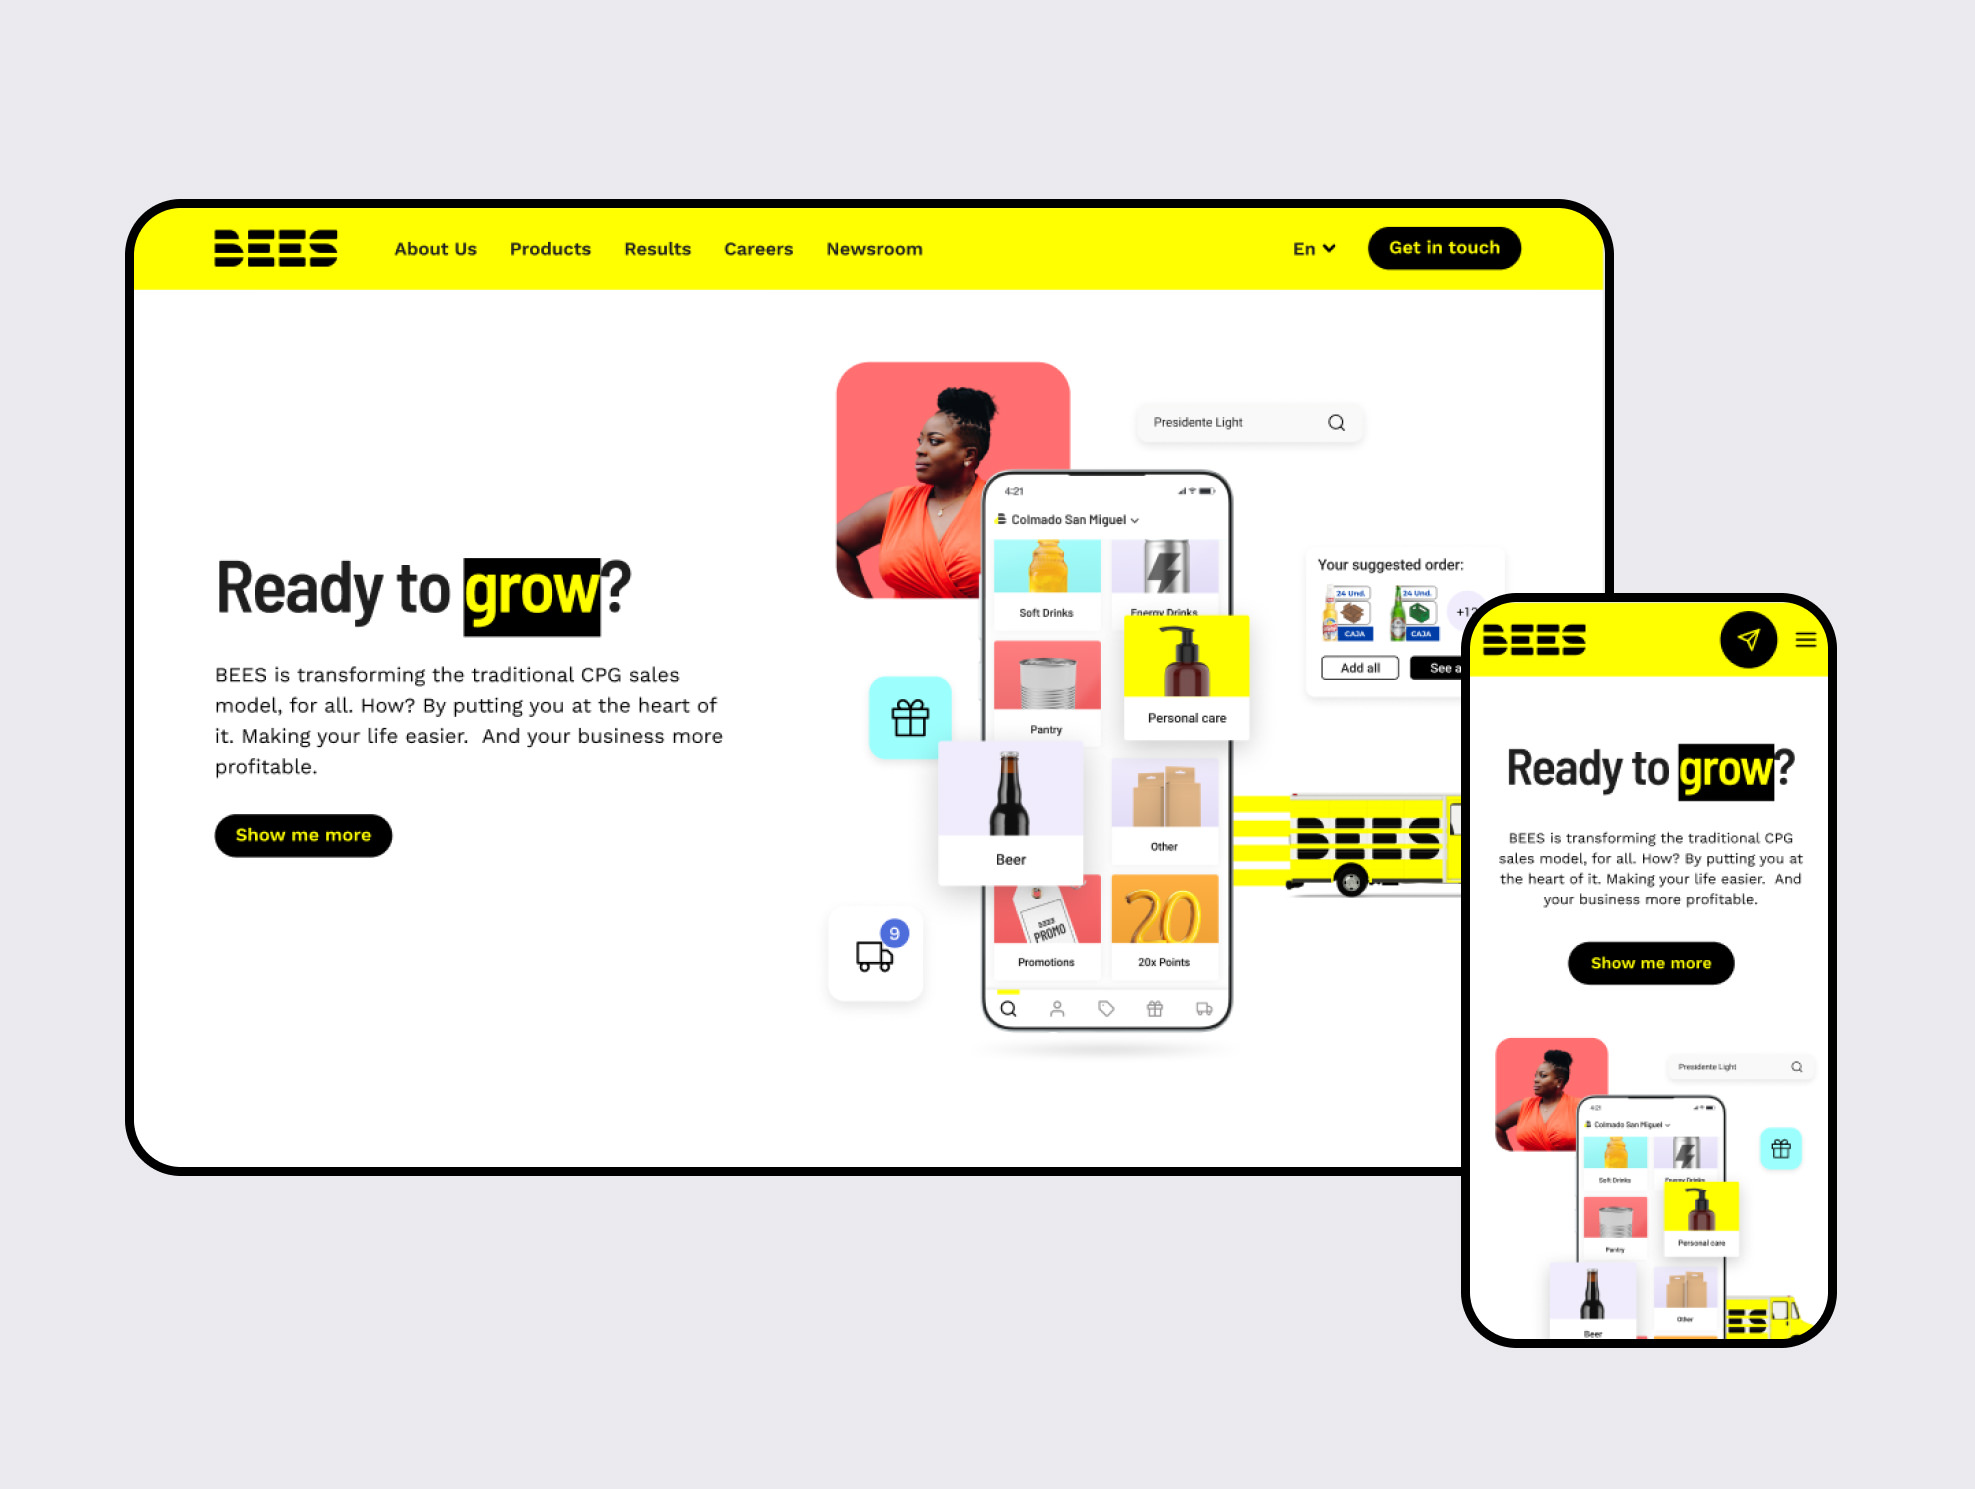 BEES
About Us
Products
Results
Careers
Newsroom
En
Get in touch
Ready to grow?
BEES is transforming the traditional CPG sales
model, for all. How? By putting you at the heart of
it. Making your life easier.  And your business more
profitable.
Show me more
Presidente Light
4:21
Colmado San Miguel
Soft Drinks
Energy Drinks
Pantry
Personal care
Beer
Other
PROMO
20
Promotions
20x Points
9
Your suggested order:
24 Und.
24 Und.
CAJA
CAJA
Add all
BEES
BEES
Ready to grow?
BEES is transforming the traditional CPG
sales model, for all. How? By putting you at
the heart of it. Making your life easier.  And
your business more profitable.
Show me more
Presidente Light
4:21
Colmado San Miguel
Soft Drinks
Energy Drinks
Pantry
Personal care
Beer
Other
ES